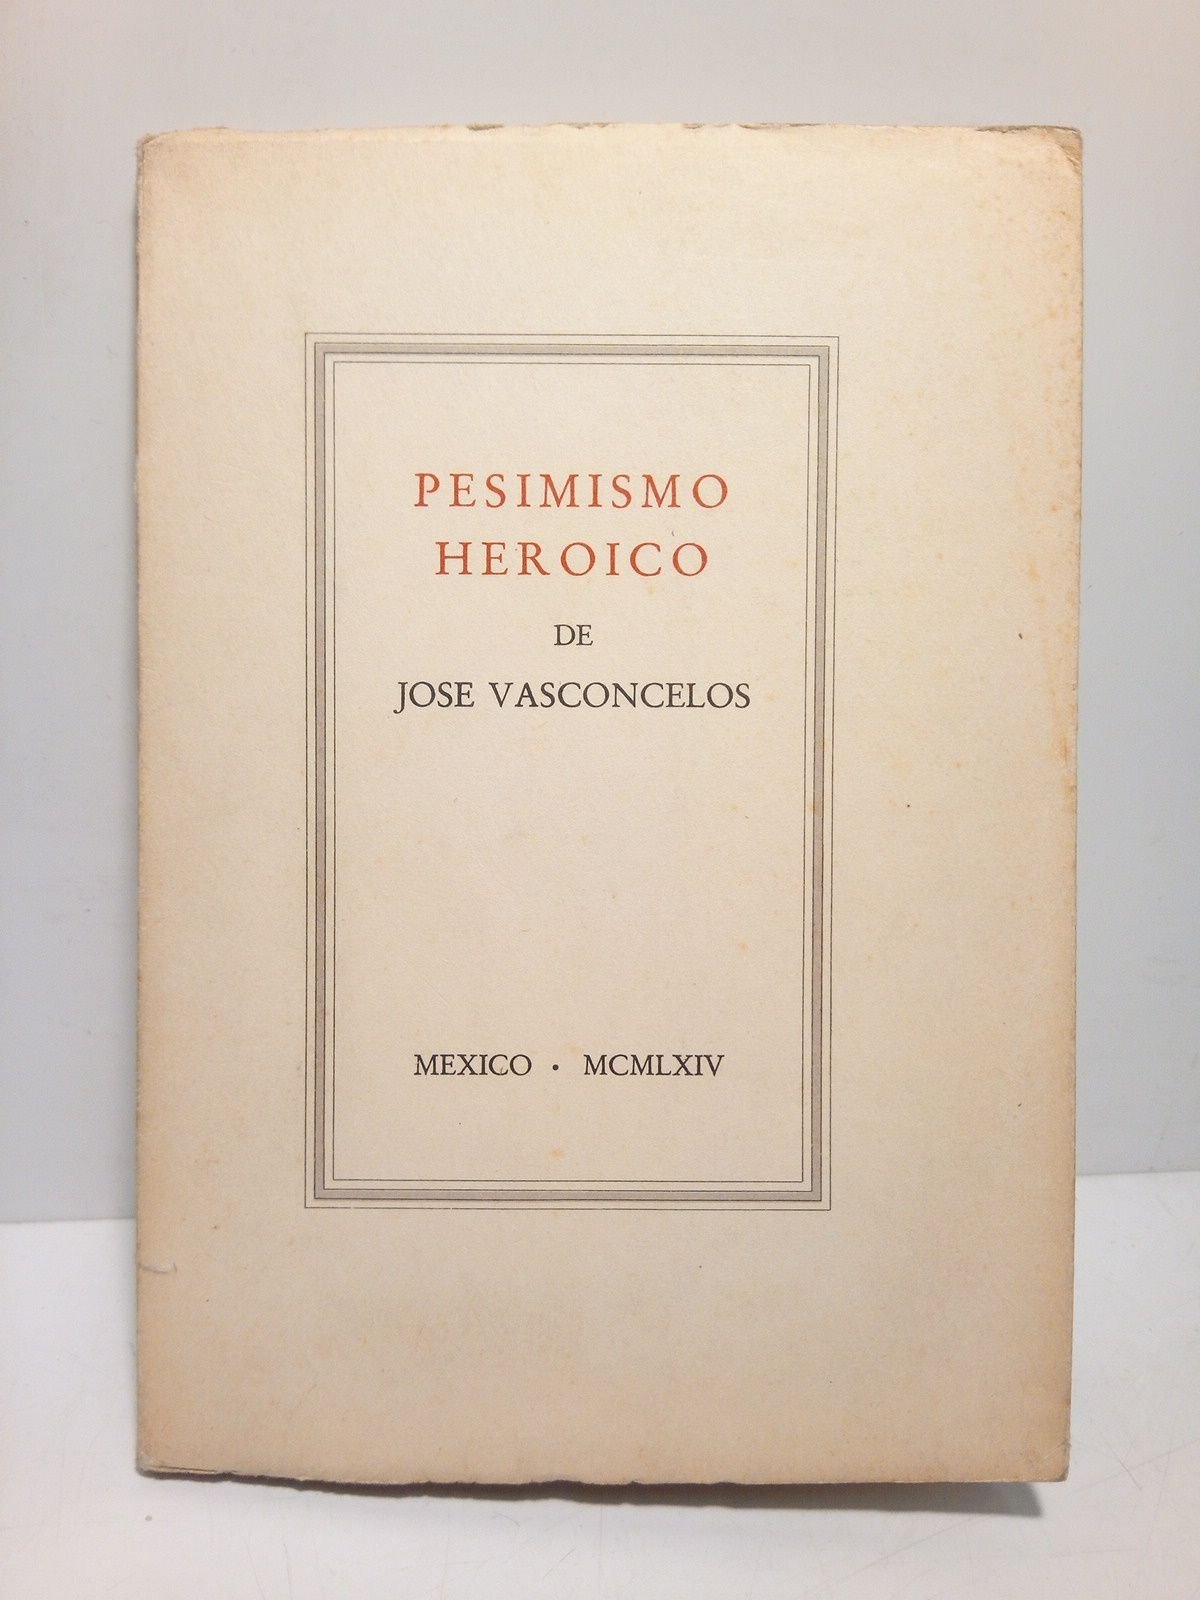 PESIMISMO
HEROICO
DE
JOSE VASCONCELOS
MEXICO · MCMLXIV